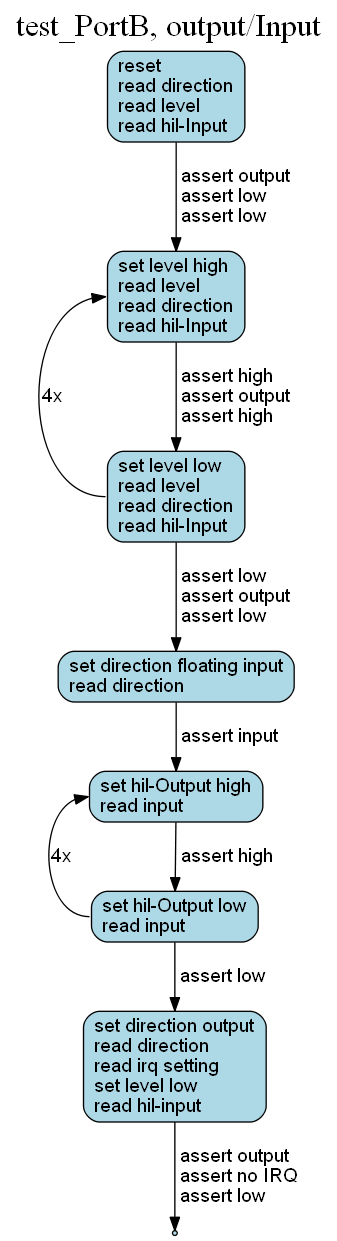 test_PortB, output/Input
reset
read direction
read level
read hil-Input
assert output
assert low
assert low
set level high
read level
read direction
read hil-Input
assert high
assert output
assert high
4x
set level low
read level
read direction
read hil-Input
assert low
assert output
assert low
set direction floating input
read direction
assert input
set hil-Output high
read input
assert high
4x
set hil-Output low
read input
assert low
set direction output
read direction
read irq setting
set level low
read hil-input
assert output
assert no IRQ
assert low